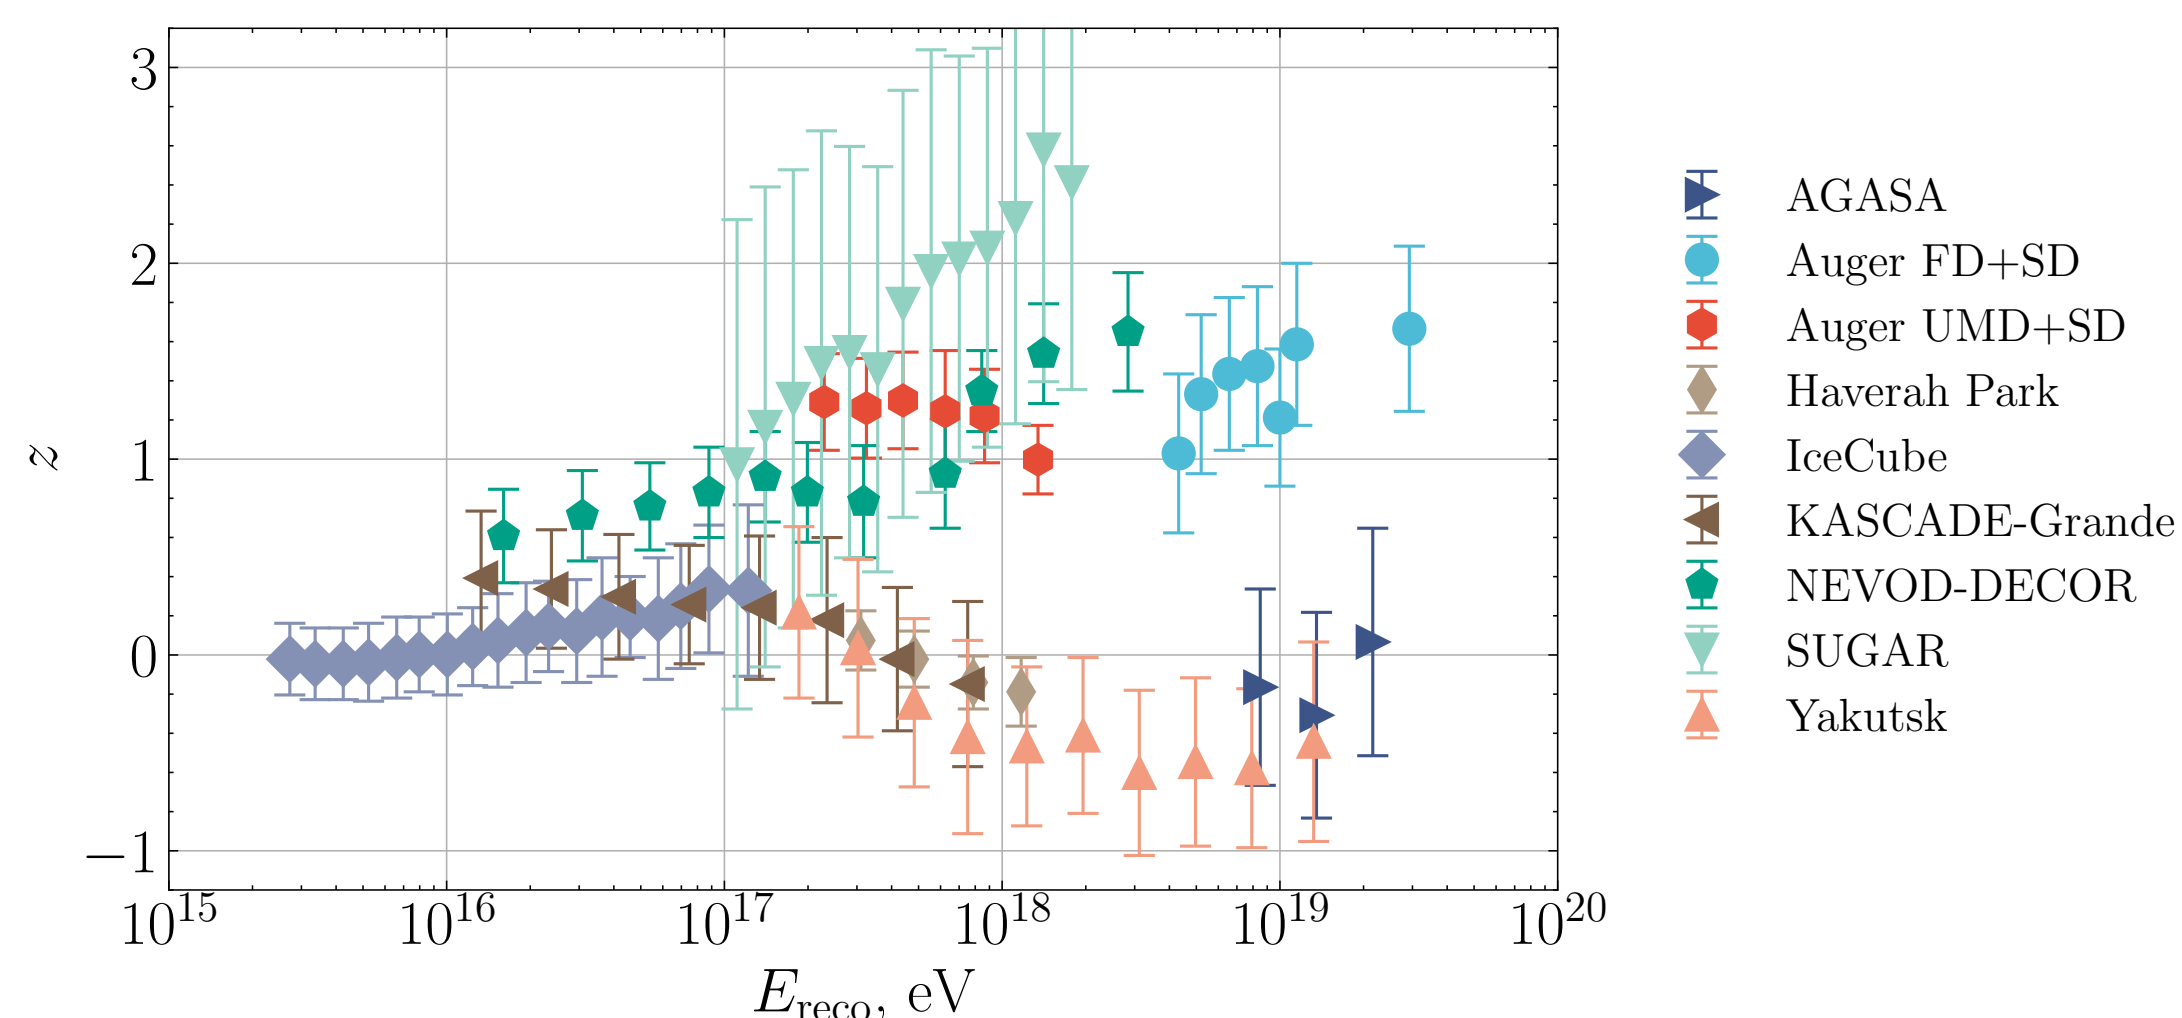 3
2
1
0
−1
z
10^15 10^16 10^17 10^18 10^19 10^20
E_reco, eV
AGASA
Auger FD+SD
Auger UMD+SD
Haverah Park
IceCube
KASCADE-Grande
NEVOD-DECOR
SUGAR
Yakutsk